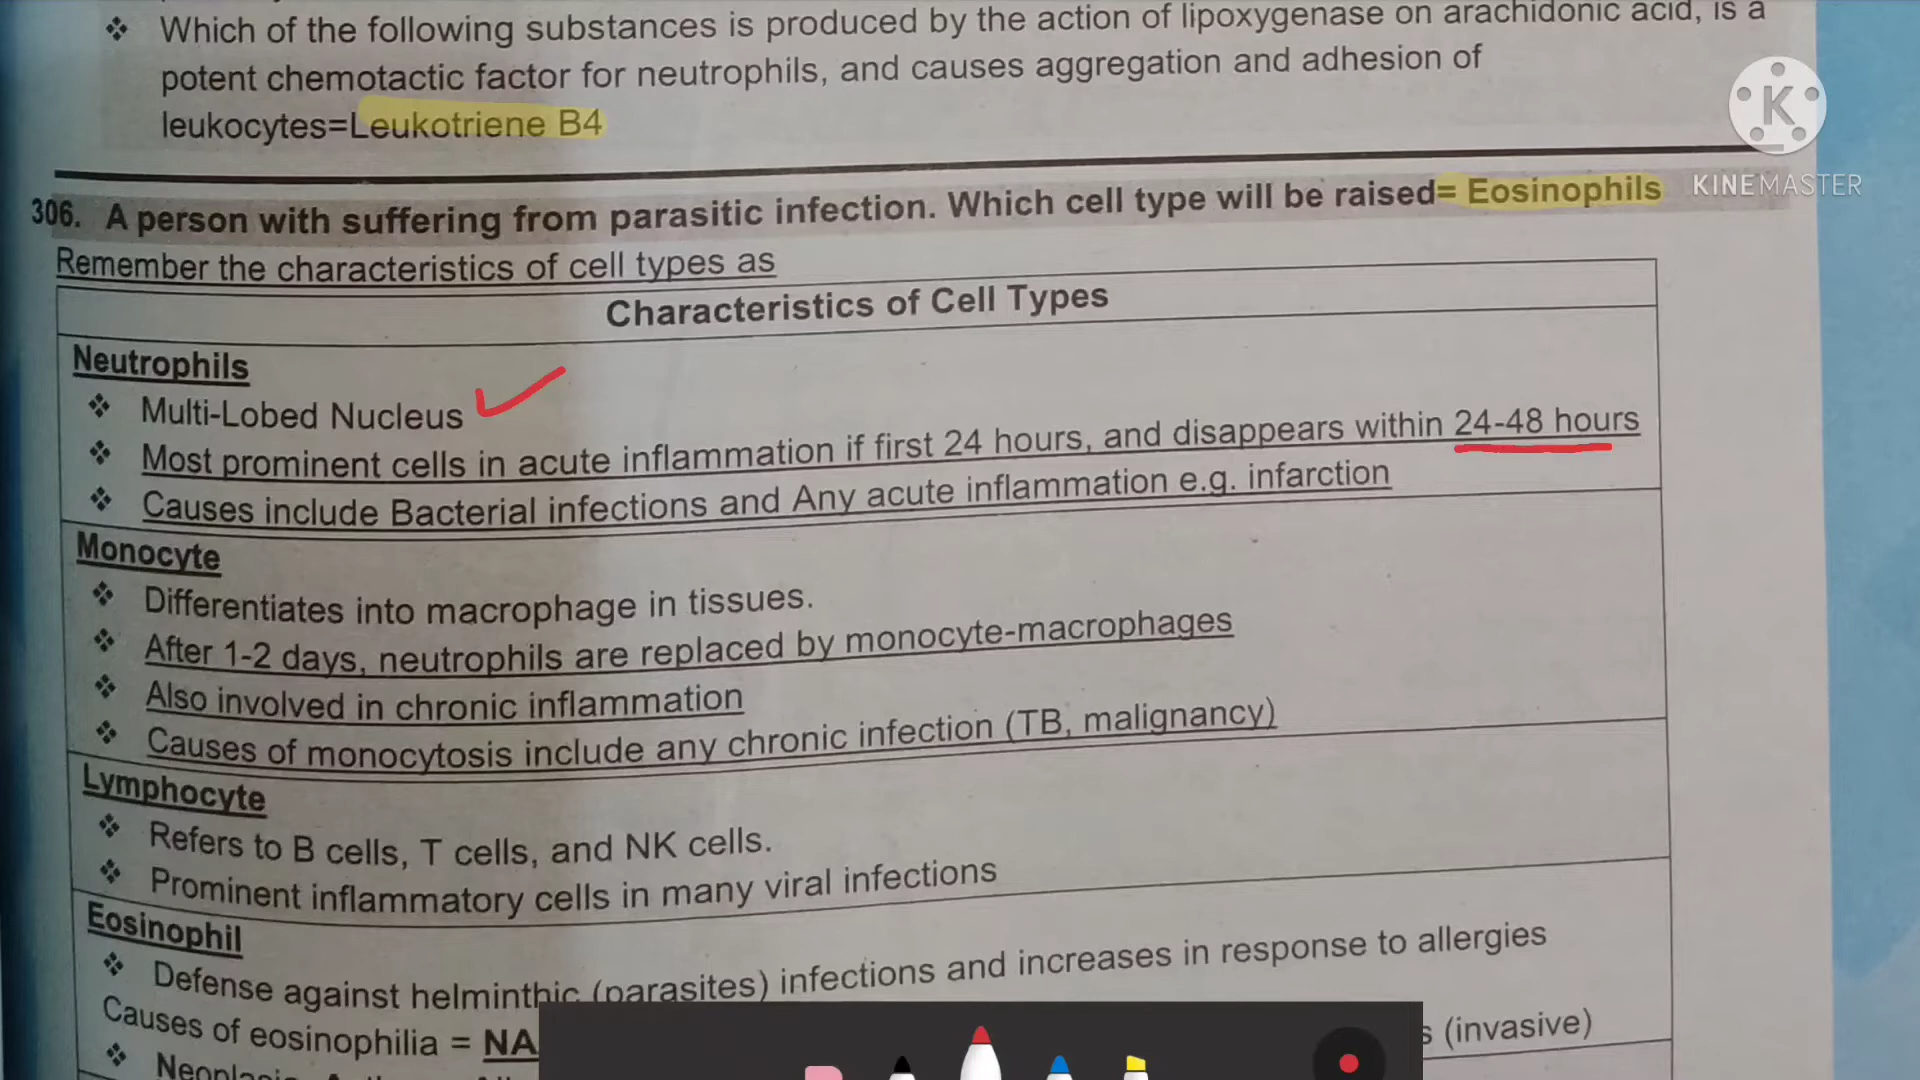 Which of the following substances is produced by the action of lipoxygenase on arachidonic acid, is a
potent chemotactic factor for neutrophils, and causes aggregation and adhesion of
leukocytes=Leukotriene B4
K
KINEMASTER
306. A person with suffering from parasitic infection. Which cell type will be raised= Eosinophils
Remember the characteristics of cell types as
Characteristics of Cell Types
Neutrophils
Multi-Lobed Nucleus
Most prominent cells in acute inflammation if first 24 hours, and disappears within 24-48 hours
Causes include Bacterial infections and Any acute inflammation e.g. infarction
Monocyte
Differentiates into macrophage in tissues.
After 1-2 days, neutrophils are replaced by monocyte-macrophages
Also involved in chronic inflammation
Causes of monocytosis include any chronic infection (TB, malignancy)
Lymphocyte
Refers to B cells, T cells, and NK cells.
Prominent inflammatory cells in many viral infections
Eosinophil
Defense against helminthic (parasites) infections and increases in response to allergies
Causes of eosinophilia = NA
(invasive)